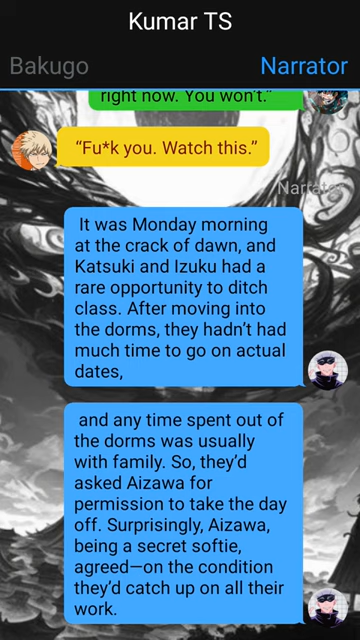 Kumar TS
Bakugo
Narrator
right now. You won't."
"Fu*k you. Watch this."
Narrator
It was Monday morning
at the crack of dawn, and
Katsuki and Izuku had a
rare opportunity to ditch
class. After moving into
the dorms, they hadn't had
much time to go on actual
dates,
and any time spent out of
the dorms was usually
with family. So, they'd
asked Aizawa for
permission to take the day
off. Surprisingly, Aizawa,
being a secret softie,
agreed—on the condition
they'd catch up on all their
work.